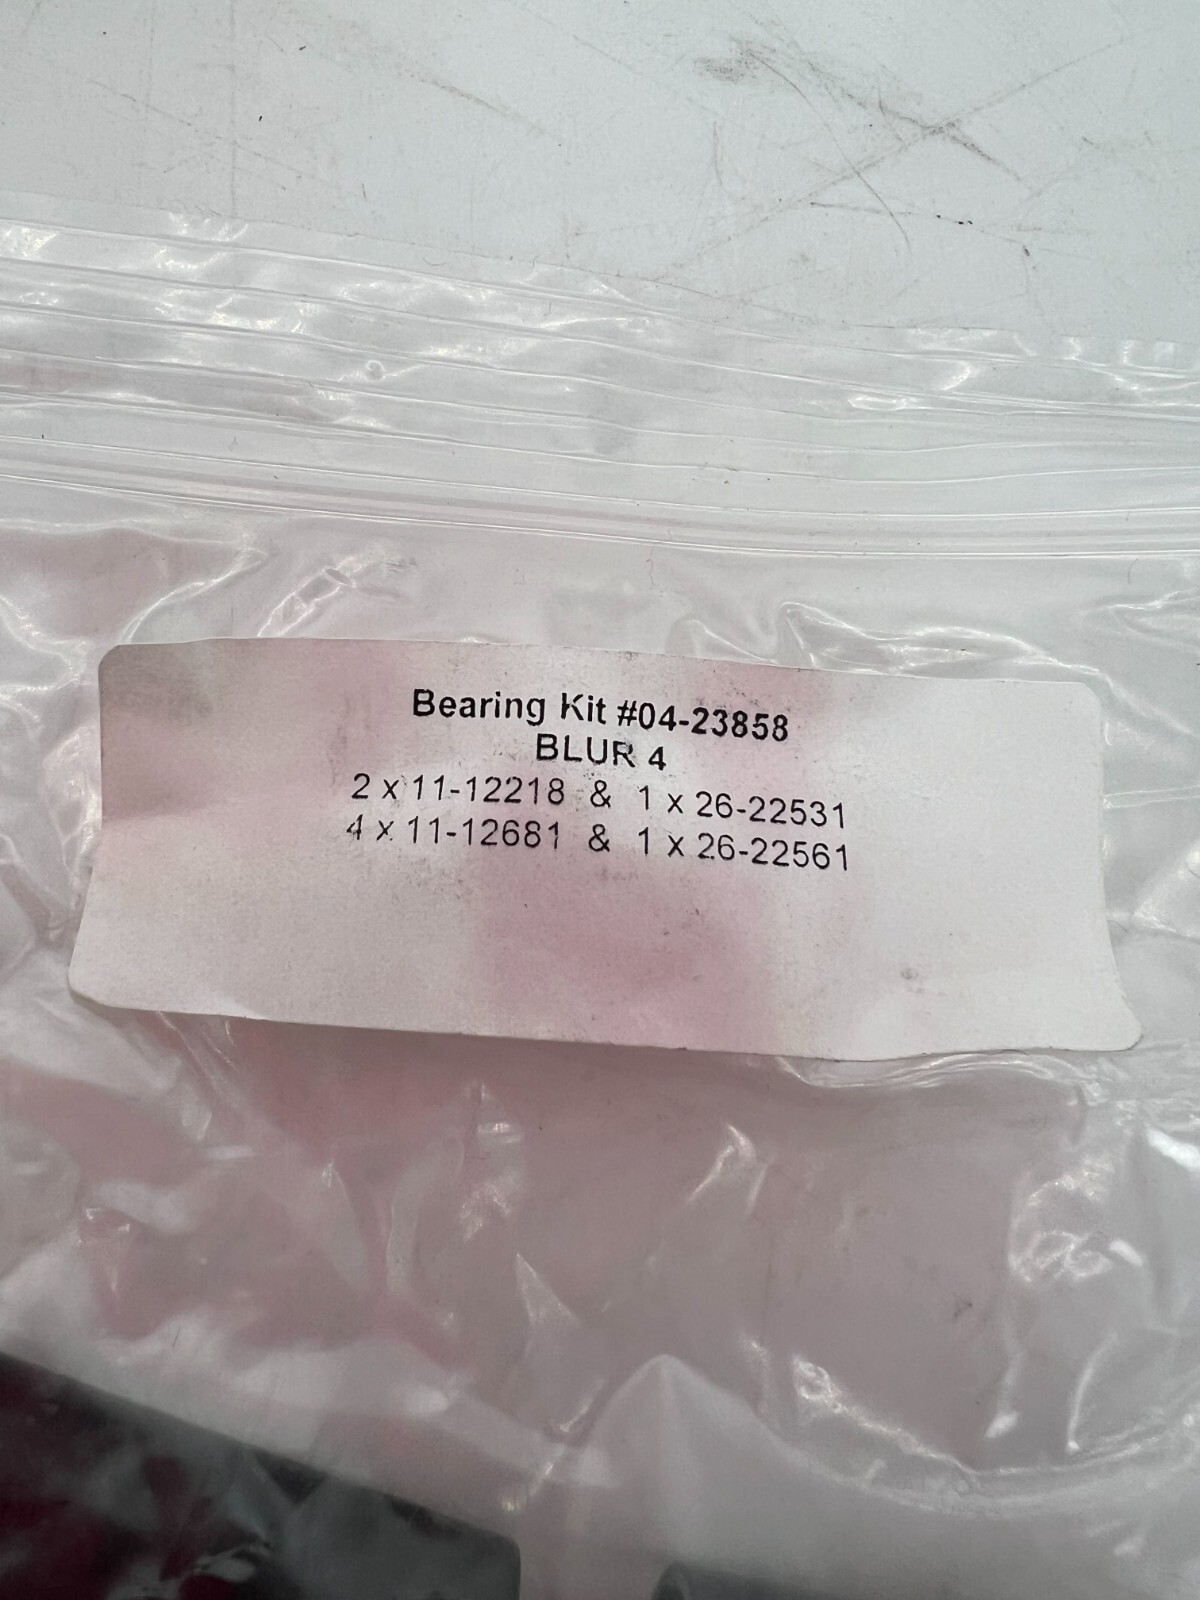 Bearing Kit #04-23858
BLUR 4
2 x 11-12218 & 1 x 26-22531
4 x 11-12681 & 1 x 26-22561